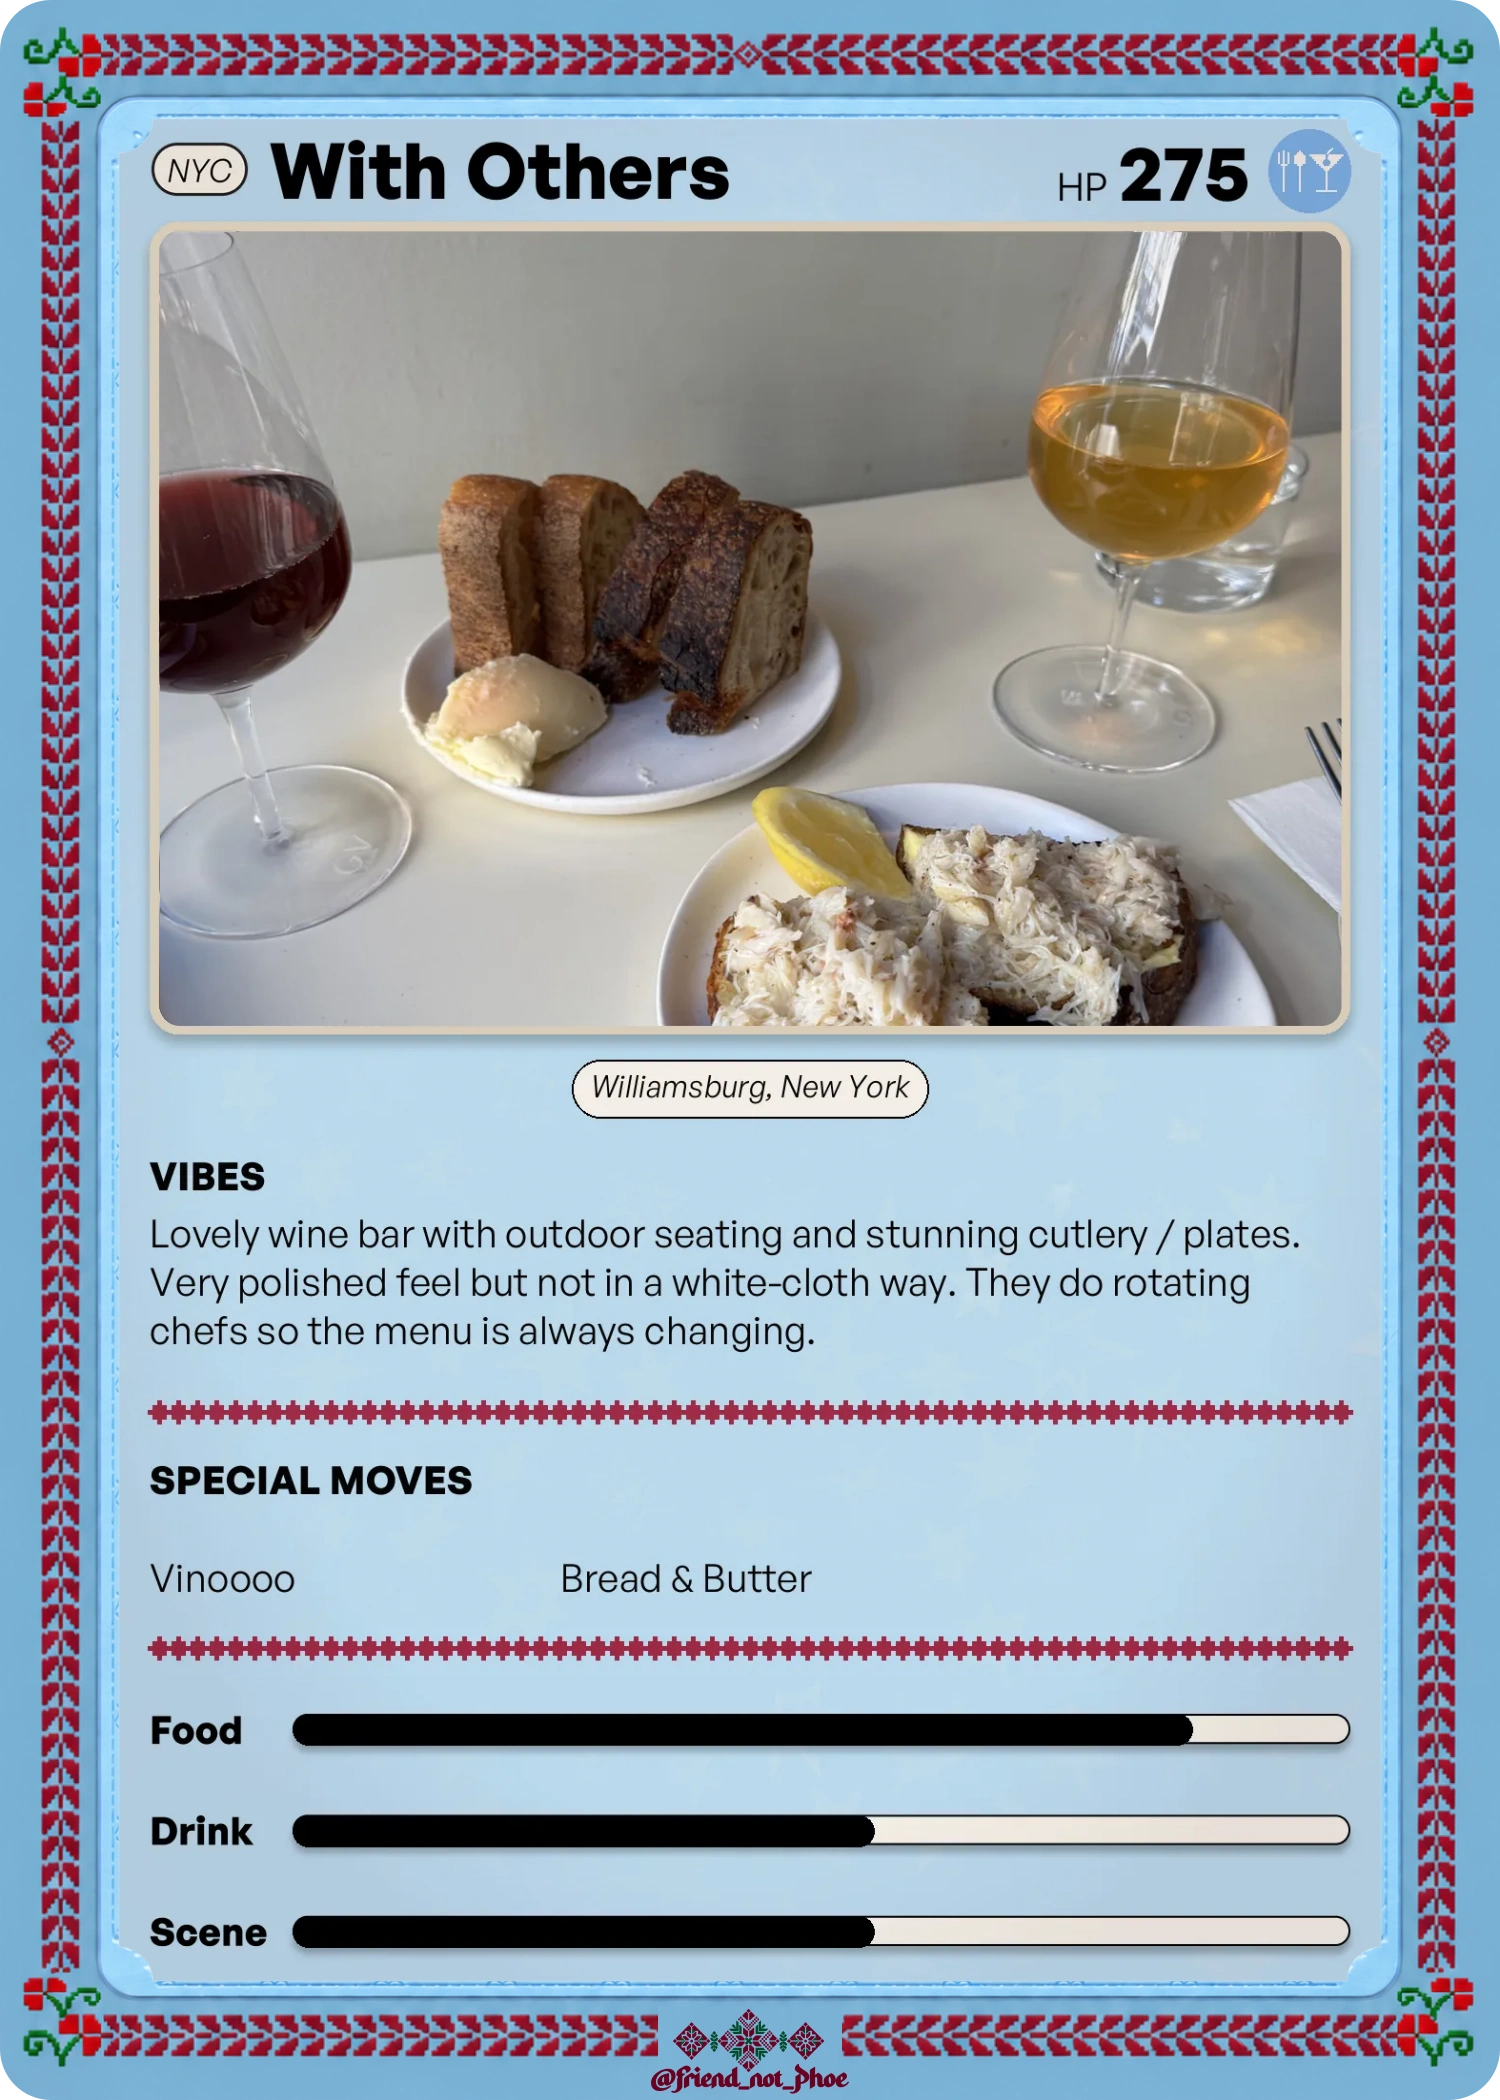 NYC With Others HP 275
Williamsburg, New York
VIBES
Lovely wine bar with outdoor seating and stunning cutlery / plates.
Very polished feel but not in a white-cloth way. They do rotating
chefs so the menu is always changing.
SPECIAL MOVES
Vinoooo Bread & Butter
Food
Drink
Scene
@friend_not_phoe